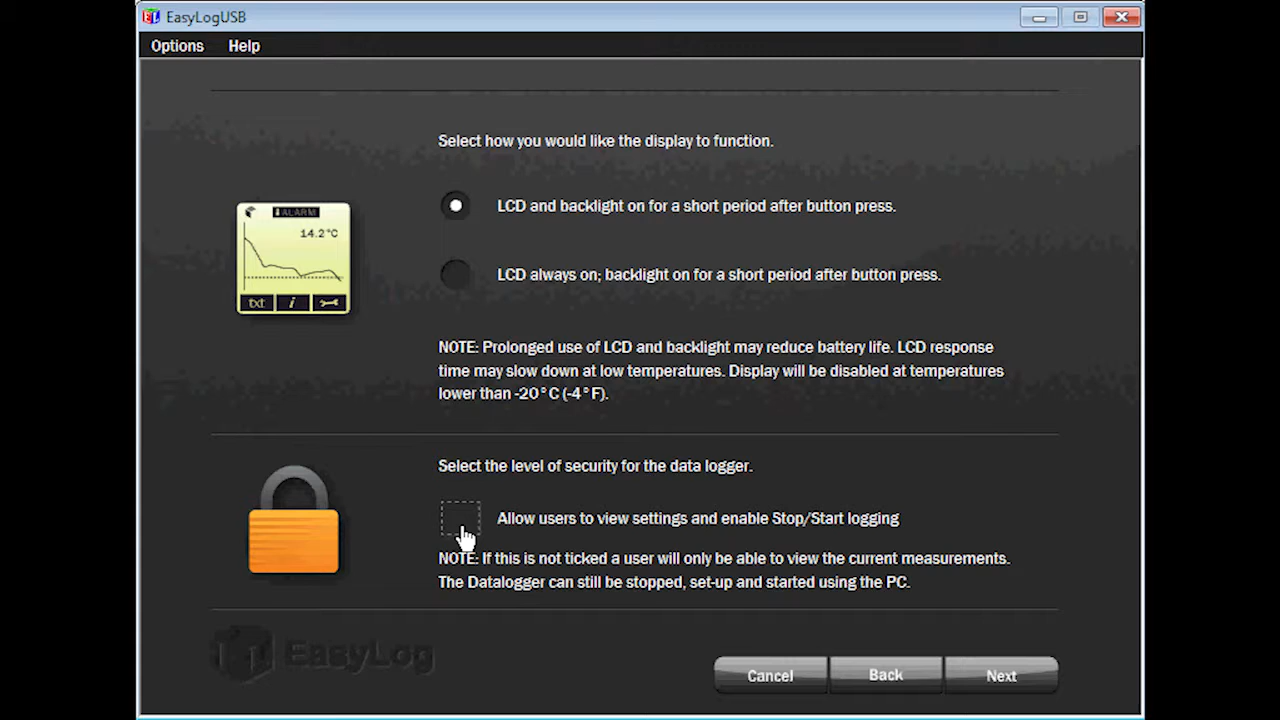 EasyLogUSB
Options Help
Select how you would like the display to function.
ALARM
14.2°C
txt i
LCD and backlight on for a short period after button press.
LCD always on; backlight on for a short period after button press.
NOTE: Prolonged use of LCD and backlight may reduce battery life. LCD response
time may slow down at low temperatures. Display will be disabled at temperatures
lower than -20°C (-4°F).
Select the level of security for the data logger.
Allow users to view settings and enable Stop/Start logging
NOTE: If this is not ticked a user will only be able to view the current measurements.
The Datalogger can still be stopped, set-up and started using the PC.
EasyLog
Cancel Back Next